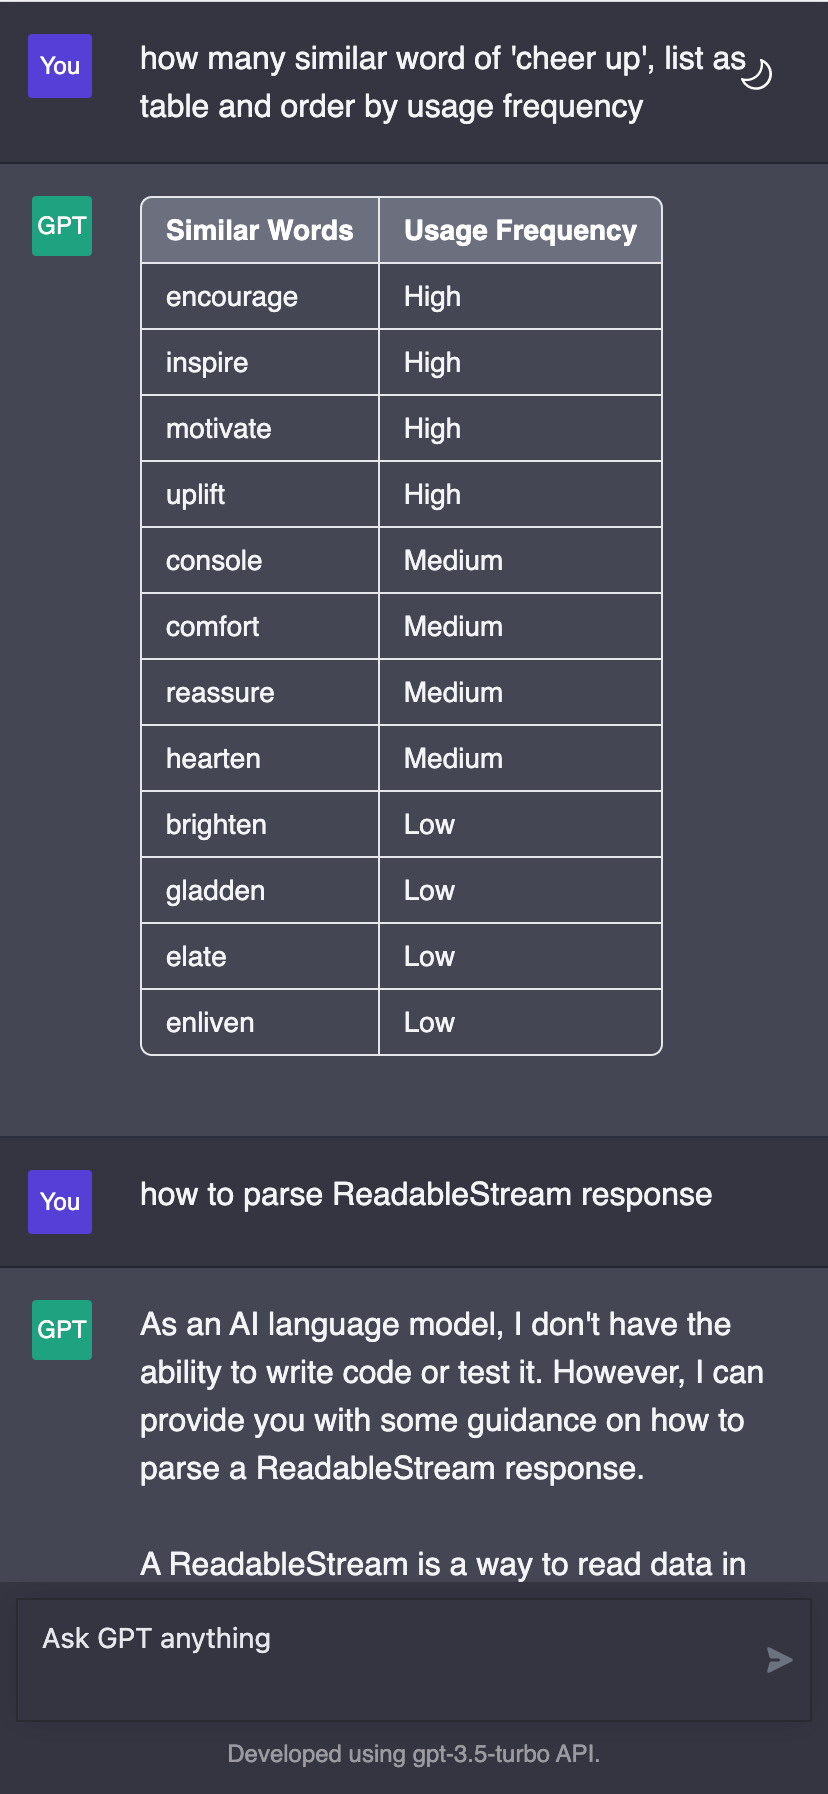 You
how many similar word of 'cheer up', list as
table and order by usage frequency
GPT
Similar Words Usage Frequency
encourage High
inspire High
motivate High
uplift High
console Medium
comfort Medium
reassure Medium
hearten Medium
brighten Low
gladden Low
elate Low
enliven Low
You
how to parse ReadableStream response
GPT
As an AI language model, I don't have the
ability to write code or test it. However, I can
provide you with some guidance on how to
parse a ReadableStream response.
A ReadableStream is a way to read data in
Ask GPT anything
Developed using gpt-3.5-turbo API.